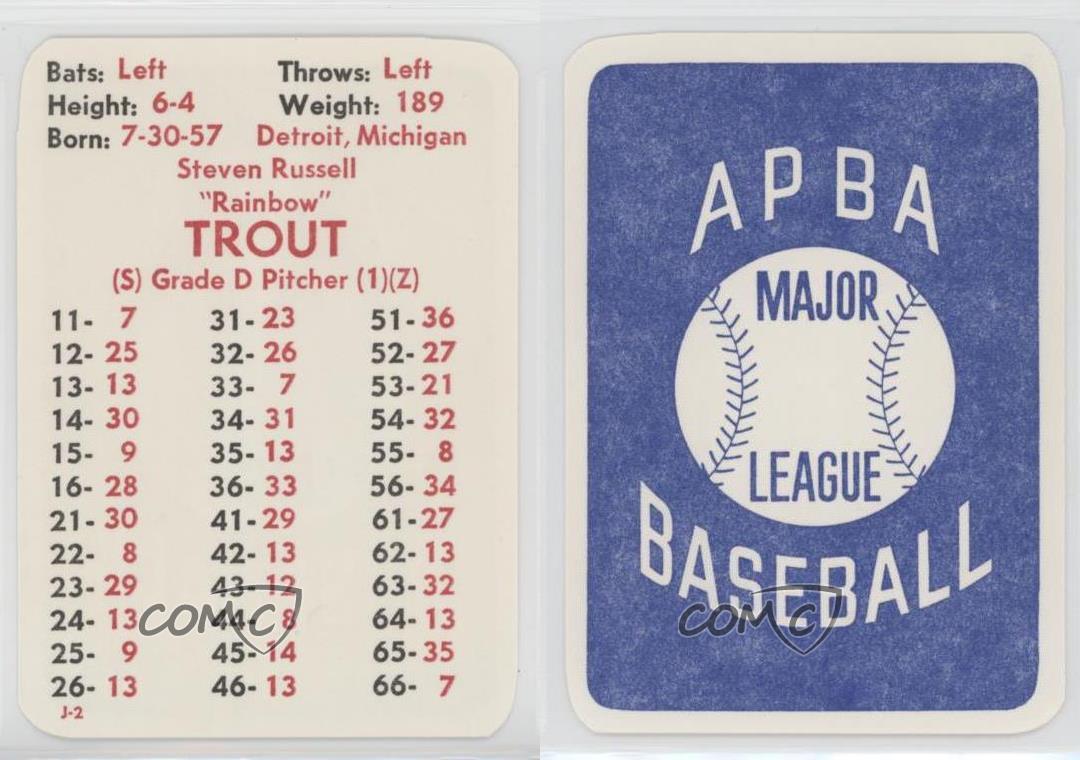 Bats: Left Throws: Left
Height: 6-4 Weight: 189
Born: 7-30-57 Detroit, Michigan
Steven Russell
"Rainbow"
TROUT
(S) Grade D Pitcher (1)(Z)
11- 7 31- 23 51- 36
12- 25 32- 26 52- 27
13- 13 33- 7 53- 21
14- 30 34- 31 54- 32
15- 9 35- 13 55- 8
16- 28 36- 33 56- 34
21- 30 41- 29 61- 27
22- 8 42- 13 62- 13
23- 29 43- 12 63- 32
24- 13 44- 8 64- 13
25- 9 45- 14 65- 35
26- 13 46- 13 66- 7
J-2
COMC
APBA
MAJOR
LEAGUE
BASEBALL
COMC